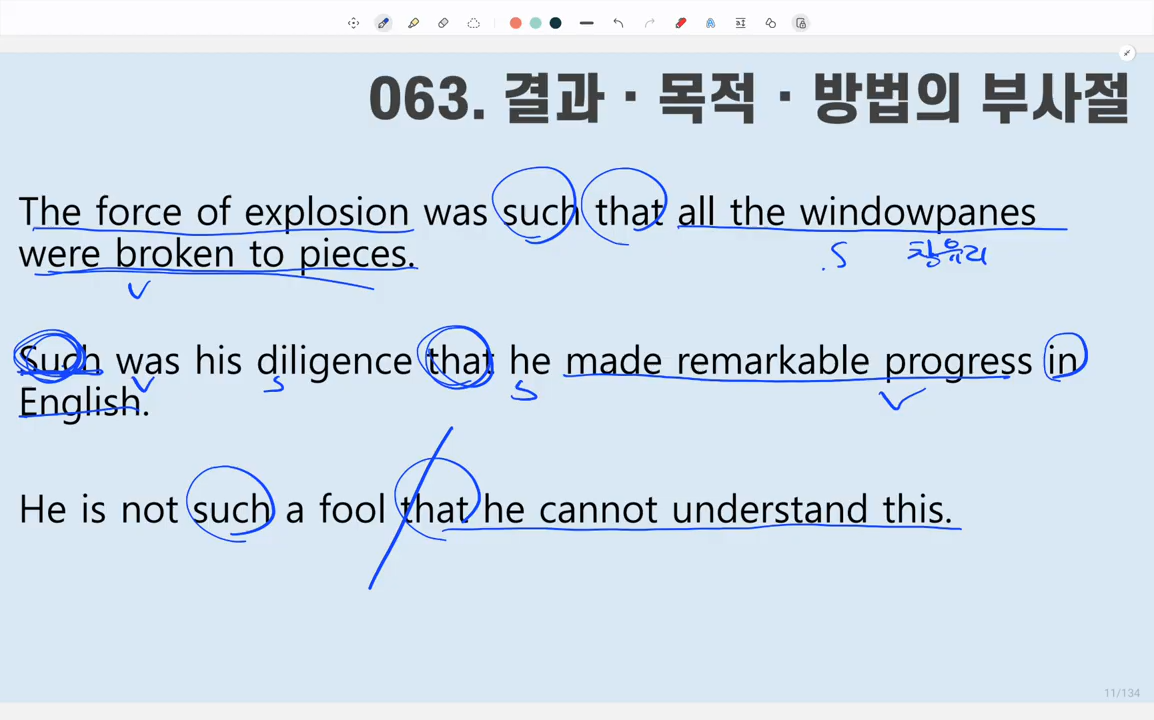 063. 결과 · 목적 · 방법의 부사절
The force of explosion was such that all the windowpanes
were broken to pieces.
S 창유리
V
Such was his diligence that he made remarkable progress in
V S S V
English.
He is not such a fool that he cannot understand this.
11/134